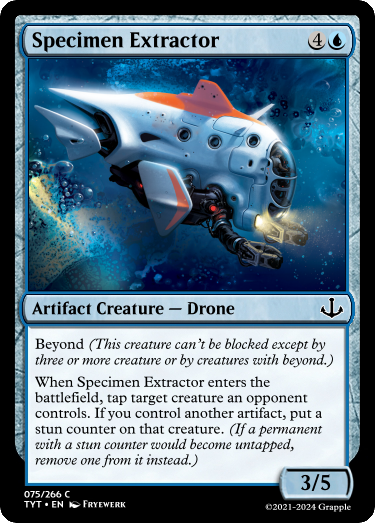 Specimen Extractor 4
Artifact Creature — Drone
Beyond (This creature can't be blocked except by
three or more creature or by creatures with beyond.)
When Specimen Extractor enters the
battlefield, tap target creature an opponent
controls. If you control another artifact, put a
stun counter on that creature. (If a permanent
with a stun counter would become untapped,
remove one from it instead.)
3/5
075/266 C
TYT • EN FRYEWERK
©2021-2024 Grapple